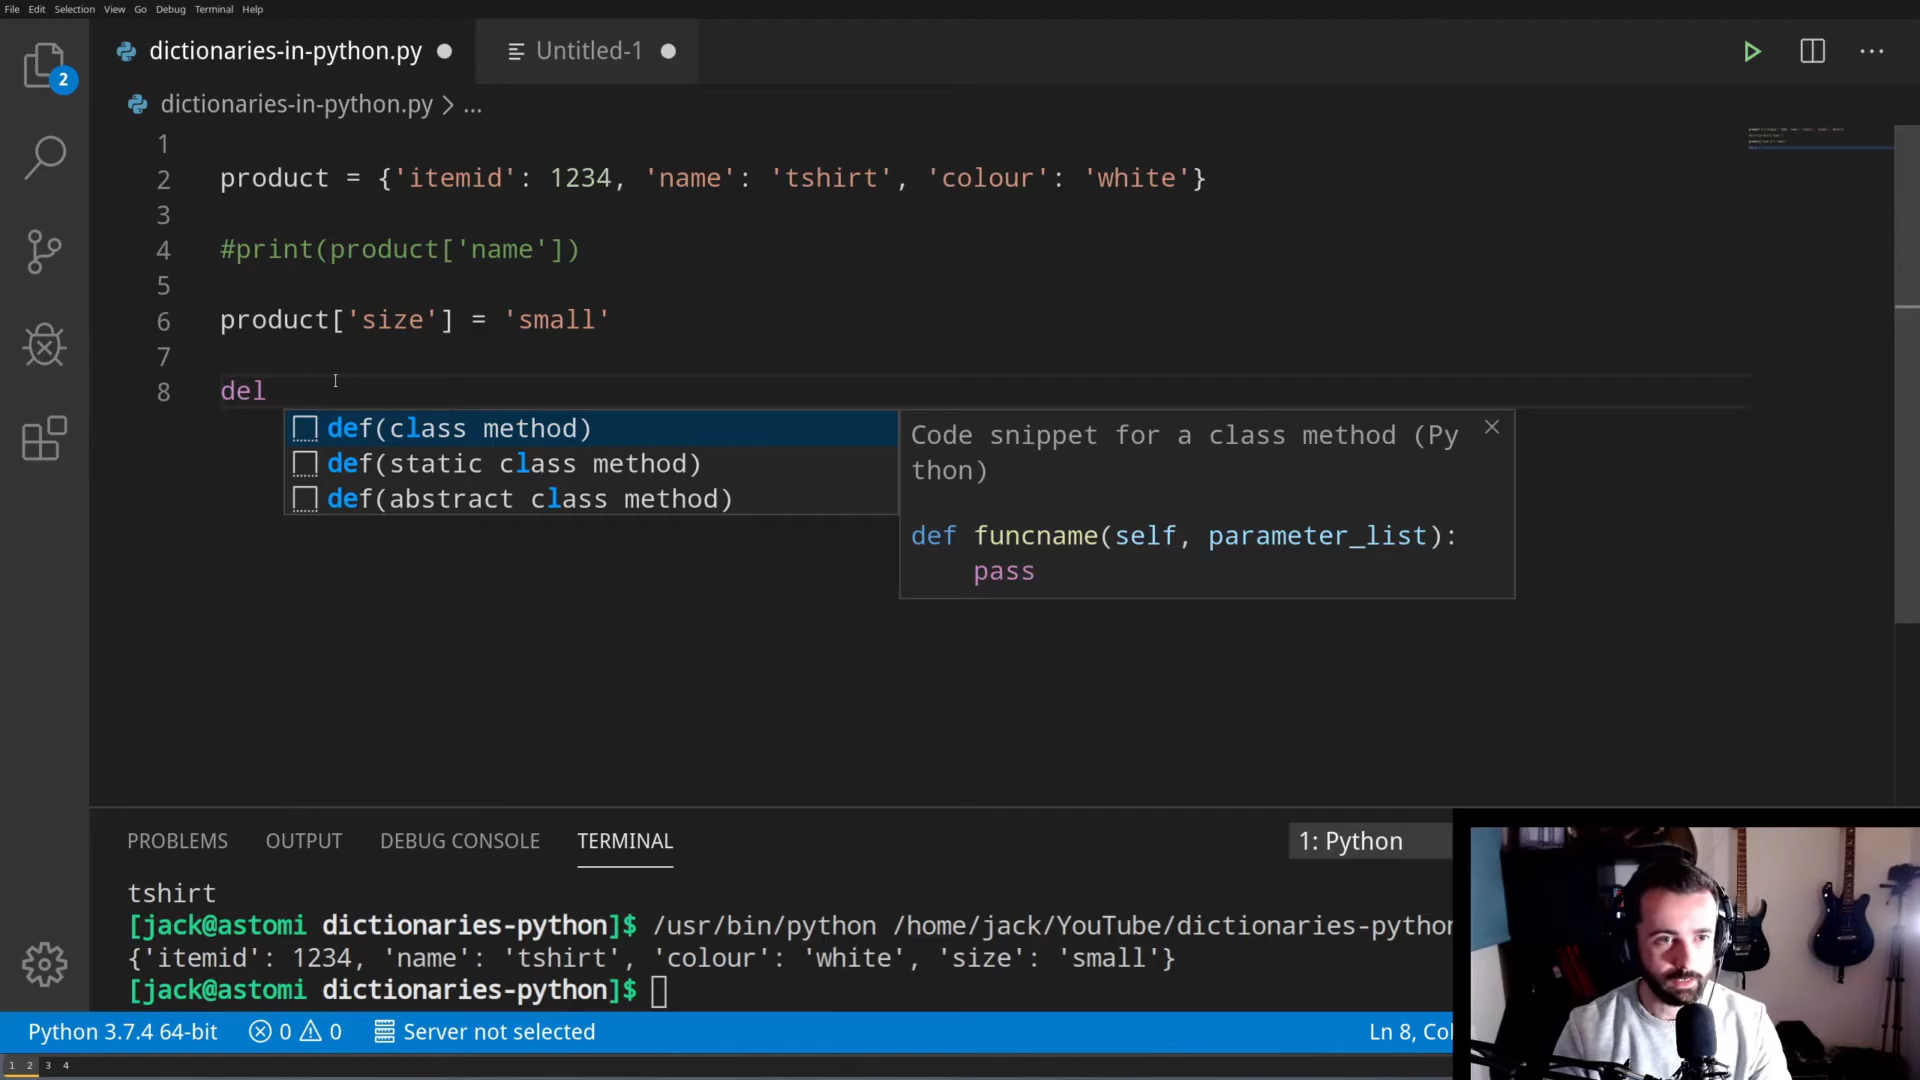 File Edit Selection View Go Debug Terminal Help
dictionaries-in-python.py Untitled-1
2
dictionaries-in-python.py > ...
1
2 product = {'itemid': 1234, 'name': 'tshirt', 'colour': 'white'}
3
4 #print(product['name'])
5
6 product['size'] = 'small'
7
8 del
def(class method)
def(static class method)
def(abstract class method)
Code snippet for a class method (Py
thon)
def funcname(self, parameter_list):
pass
PROBLEMS OUTPUT DEBUG CONSOLE TERMINAL 1: Python
tshirt
[jack@astomi dictionaries-python]$ /usr/bin/python /home/jack/YouTube/dictionaries-python
{'itemid': 1234, 'name': 'tshirt', 'colour': 'white', 'size': 'small'}
[jack@astomi dictionaries-python]$
Python 3.7.4 64-bit 0 0 Server not selected Ln 8, Co
1 2 3 4